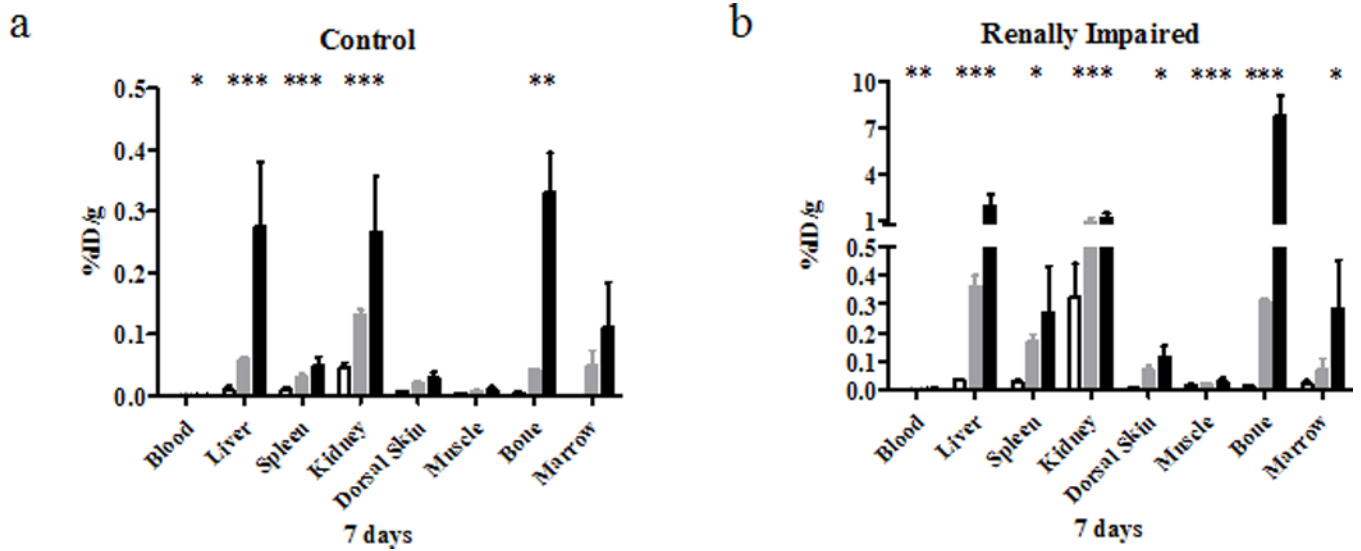 a
Control
* *** *** *** **
0.5
0.4
0.3
0.2
0.1
0.0
%ID/g
Blood
Liver
Spleen
Kidney
Dorsal Skin
Muscle
Bone
Marrow
7 days
b
Renally Impaired
** *** * *** * *** *** *
10
7
4
1
0.5
0.4
0.3
0.2
0.1
0.0
%ID/g
Blood
Liver
Spleen
Kidney
Dorsal Skin
Muscle
Bone
Marrow
7 days